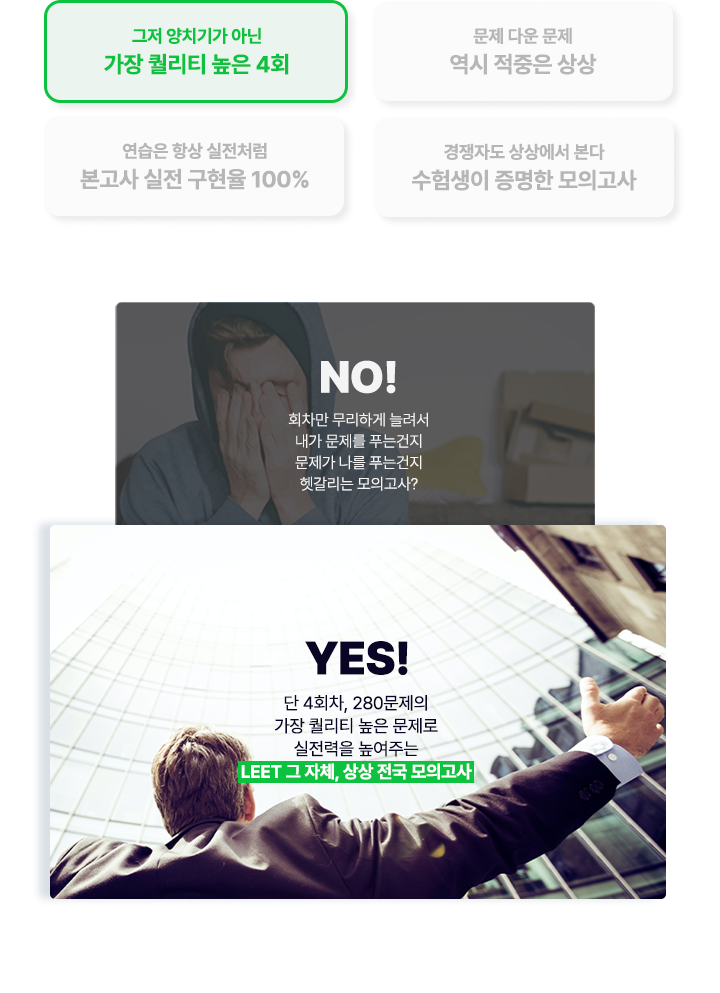 그저 양치기가 아닌
가장 퀄리티 높은 4회
문제 다운 문제
역시 적중은 상상
연습은 항상 실전처럼
본고사 실전 구현율 100%
경쟁자도 상상에서 본다
수험생이 증명한 모의고사
NO!
회차만 무리하게 늘려서
내가 문제를 푸는건지
문제가 나를 푸는건지
헷갈리는 모의고사?
YES!
단 4회차, 280문제의
가장 퀄리티 높은 문제로
실전력을 높여주는
LEET 그 자체, 상상 전국 모의고사